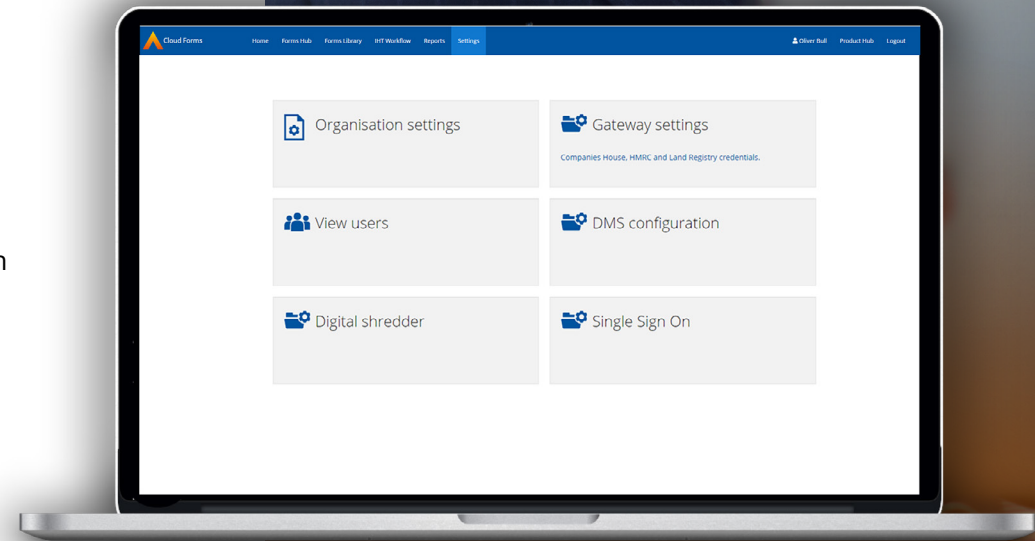 Cloud Forms Home Forms Hub Forms Library IHT Workflow Reports Settings Oliver Bull Product Hub Logout
Organisation settings
Gateway settings
Companies House, HMRC and Land Registry credentials.
View users
DMS configuration
n
Digital shredder
Single Sign On